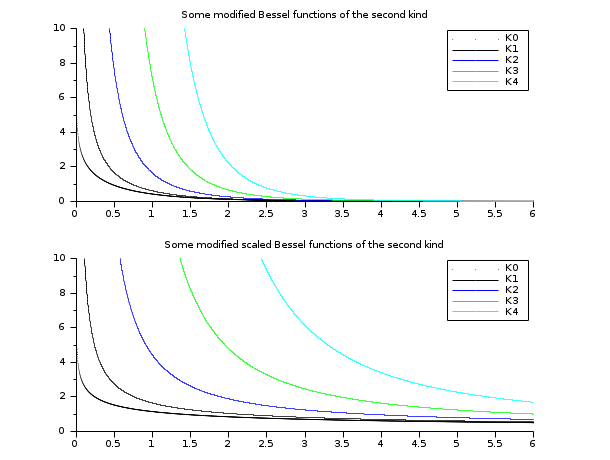 Some modified Bessel functions of the second kind
10
8
6
4
2
0
K0
K1
K2
K3
K4
0 0.5 1 1.5 2 2.5 3 3.5 4 4.5 5 5.5 6
Some modified scaled Bessel functions of the second kind
10
8
6
4
2
0
K0
K1
K2
K3
K4
0 0.5 1 1.5 2 2.5 3 3.5 4 4.5 5 5.5 6